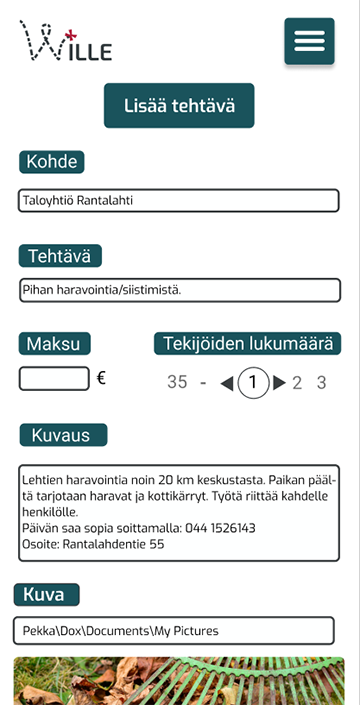 Wille
Lisää tehtävä
Kohde
Taloyhtiö Rantalahti
Tehtävä
Pihan haravointia/siistimistä.
Maksu
Tekijöiden lukumäärä
€
35 - 1 2 3
Kuvaus
Lehtien haravointia noin 20 km keskustasta. Paikan pääl-
tä tarjotaan haravat ja kottikärryt. Työtä riittää kahdelle
henkilölle.
Päivän saa sopia soittamalla: 044 1526143
Osoite: Rantalahdentie 55
Kuva
Pekka\Dox\Documents\My Pictures